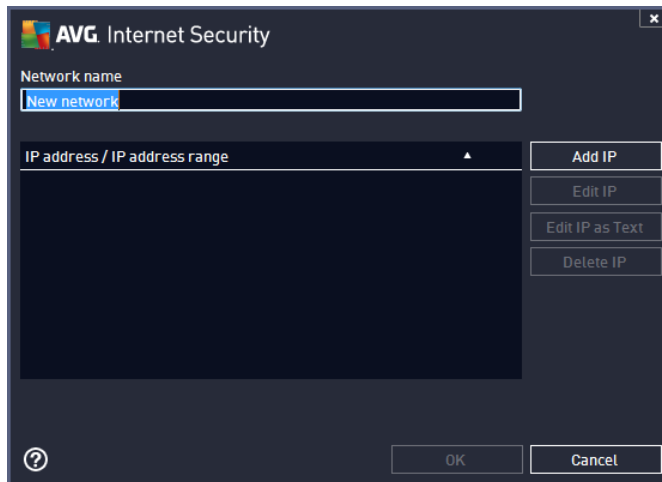 AVG. Internet Security
Network name
New network
IP address / IP address range
Add IP
Edit IP
Edit IP as Text
Delete IP
OK
Cancel